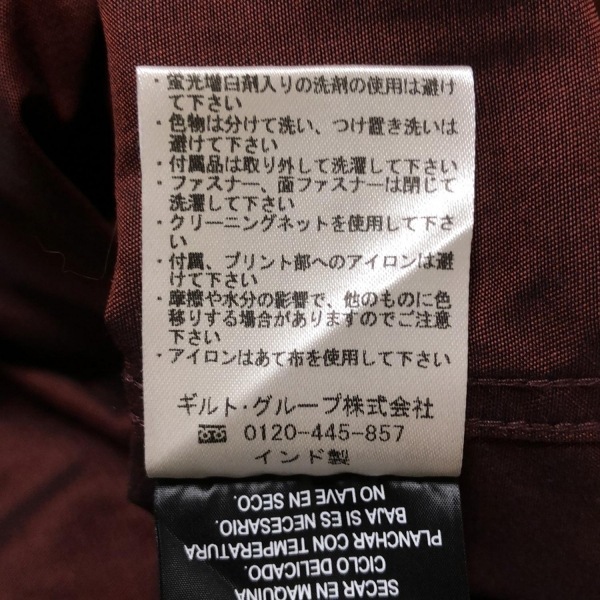 ・蛍光増白剤入りの洗剤の使用は避け
て下さい
・色物は分けて洗い、つけ置き洗いは
避けて下さい
・付属品は取り外して洗濯して下さい
・ファスナー、面ファスナーは閉じて
洗濯して下さい
・クリーニングネットを使用して下さ
い
・付属、プリント部へのアイロンは避
けて下さい
・摩擦や水分の影響で、他のものに色
移りする場合がありますのでご注意
下さい
・アイロンはあて布を使用して下さい
ギルト・グループ株式会社
0120-445-857
インド製
SECAR EN MAQUINA
CICLO DELICADO.
PLANCHAR CON TEMPERATURA
BAJA SI ES NECESARIO.
NO LAVE EN SECO.